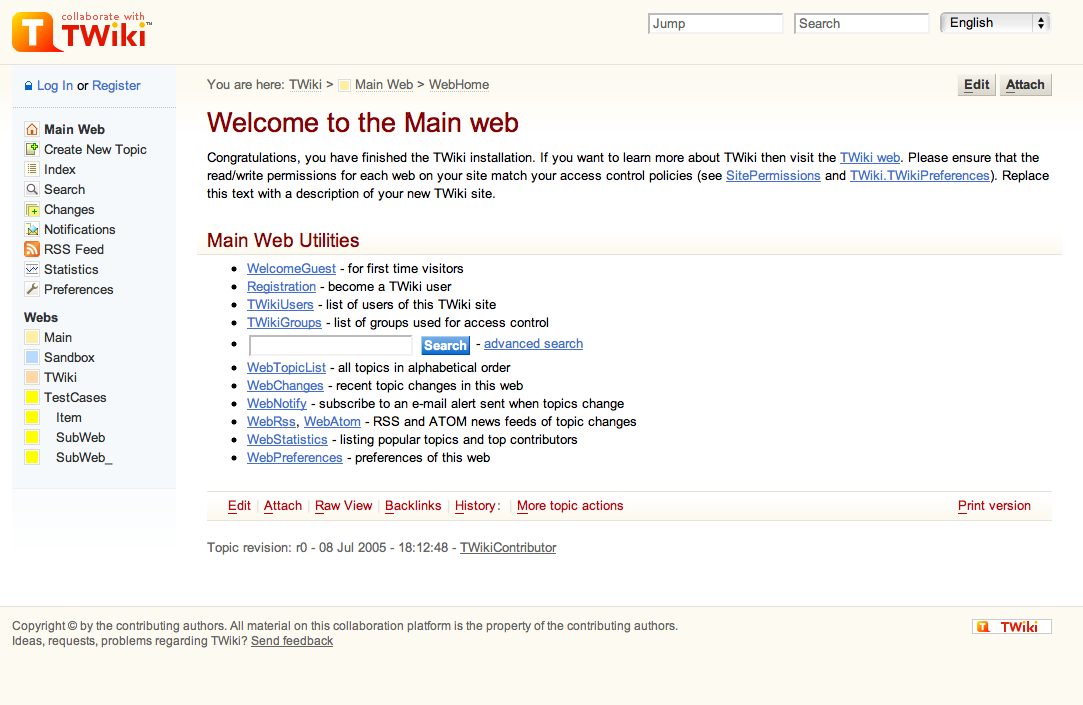 collaborate with
TWiki™
Jump
Search
English
Log In or Register
Main Web
Create New Topic
Index
Search
Changes
Notifications
RSS Feed
Statistics
Preferences
Webs
Main
Sandbox
TWiki
TestCases
Item
SubWeb
SubWeb_
You are here: TWiki > Main Web > WebHome
Edit Attach
Welcome to the Main web
Congratulations, you have finished the TWiki installation. If you want to learn more about TWiki then visit the TWiki web. Please ensure that the
read/write permissions for each web on your site match your access control policies (see SitePermissions and TWiki.TWikiPreferences). Replace
this text with a description of your new TWiki site.
Main Web Utilities
• WelcomeGuest - for first time visitors
• Registration - become a TWiki user
• TWikiUsers - list of users of this TWiki site
• TWikiGroups - list of groups used for access control
• Search - advanced search
• WebTopicList - all topics in alphabetical order
• WebChanges - recent topic changes in this web
• WebNotify - subscribe to an e-mail alert sent when topics change
• WebRss, WebAtom - RSS and ATOM news feeds of topic changes
• WebStatistics - listing popular topics and top contributors
• WebPreferences - preferences of this web
Edit | Attach | Raw View | Backlinks | History: | More topic actions
Print version
Topic revision: r0 - 08 Jul 2005 - 18:12:48 - TWikiContributor
Copyright © by the contributing authors. All material on this collaboration platform is the property of the contributing authors.
Ideas, requests, problems regarding TWiki? Send feedback
TWiki